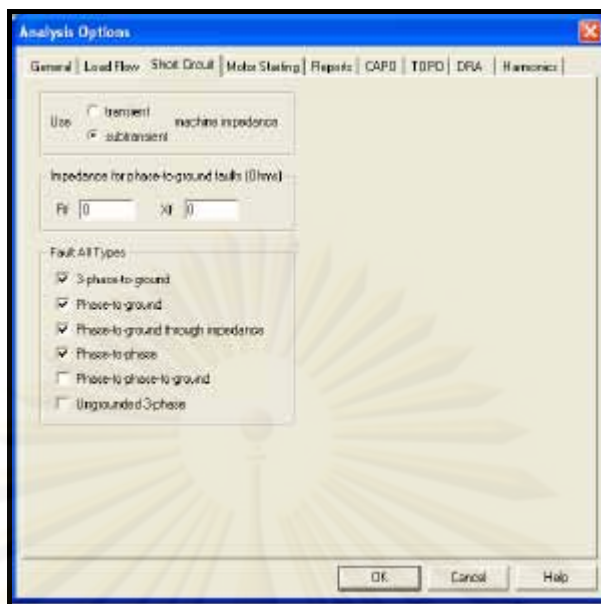 Analysis Options
General Load Flow Short Circuit Motor Starting Reports CAPO TOPO DRA Harmonics
Use transient machine impedance
subtransient
Impedance for phase-to-ground faults (Ohms)
Rf 0 Xf 0
Fault All Types
3-phase-to-ground
Phase-to-ground
Phase-to-ground through impedance
Phase-to-phase
Phase-to-phase-to-ground
Ungrounded 3-phase
OK Cancel Help